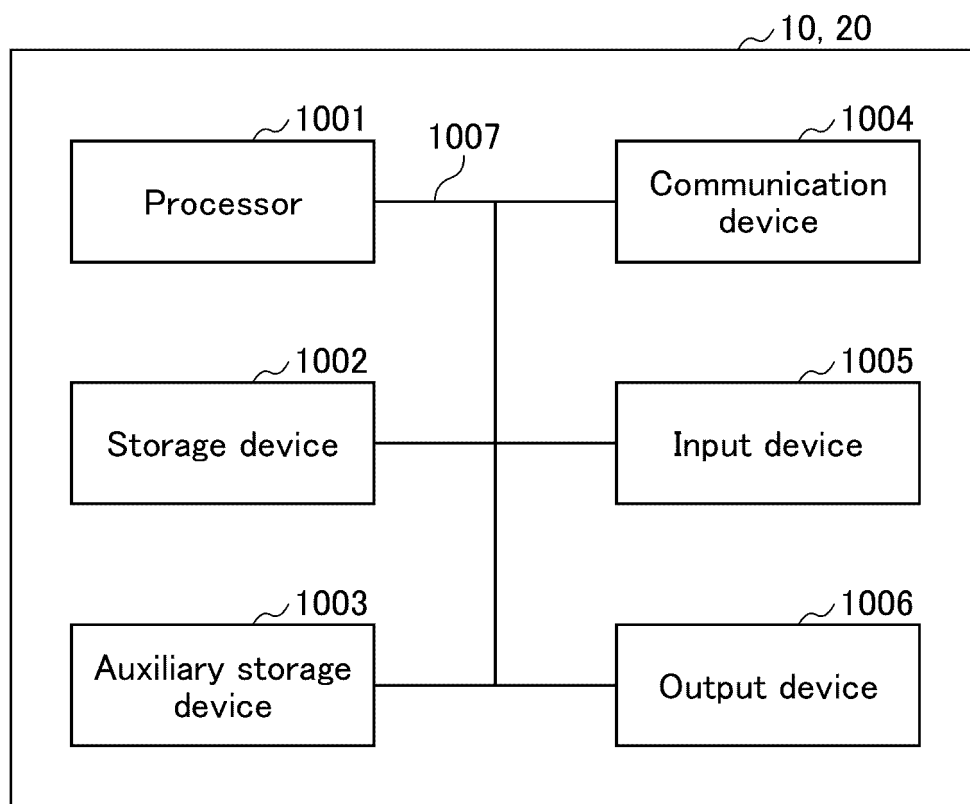 10, 20
1001
1007
1004
Processor
Communication
device
1002
1005
Storage device
Input device
1003
1006
Auxiliary storage
device
Output device